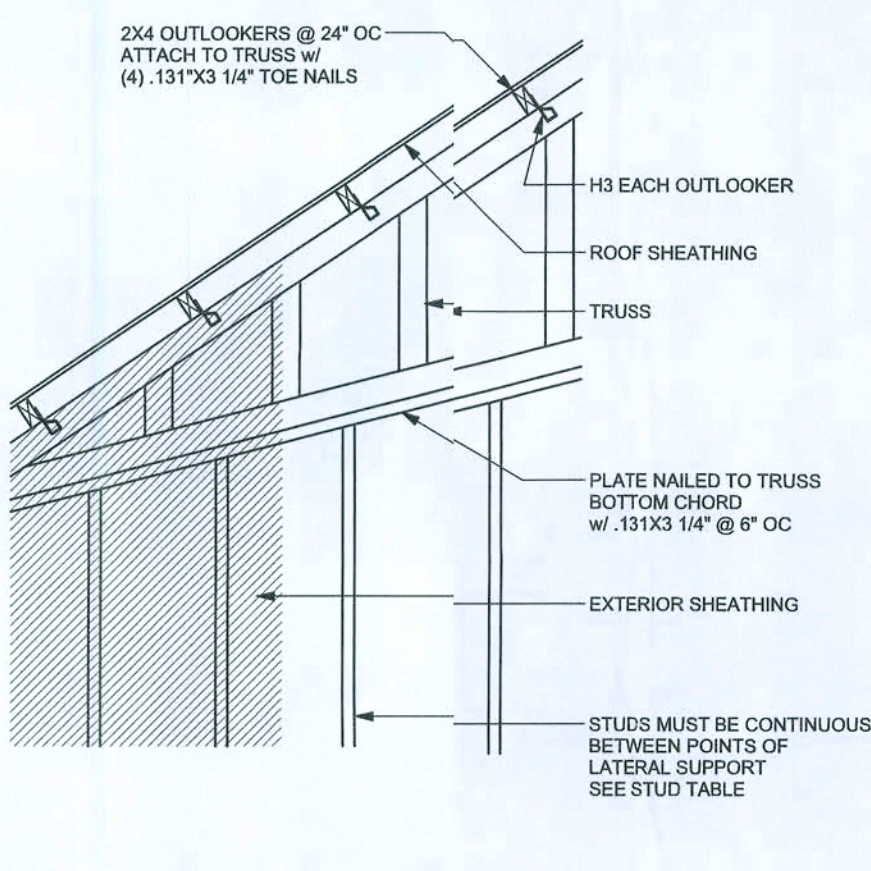 2X4 OUTLOOKERS @ 24" OC
ATTACH TO TRUSS w/
(4) .131"X3 1/4" TOE NAILS
H3 EACH OUTLOOKER
ROOF SHEATHING
TRUSS
PLATE NAILED TO TRUSS
BOTTOM CHORD
w/ .131X3 1/4" @ 6" OC
EXTERIOR SHEATHING
STUDS MUST BE CONTINUOUS
BETWEEN POINTS OF
LATERAL SUPPORT
SEE STUD TABLE